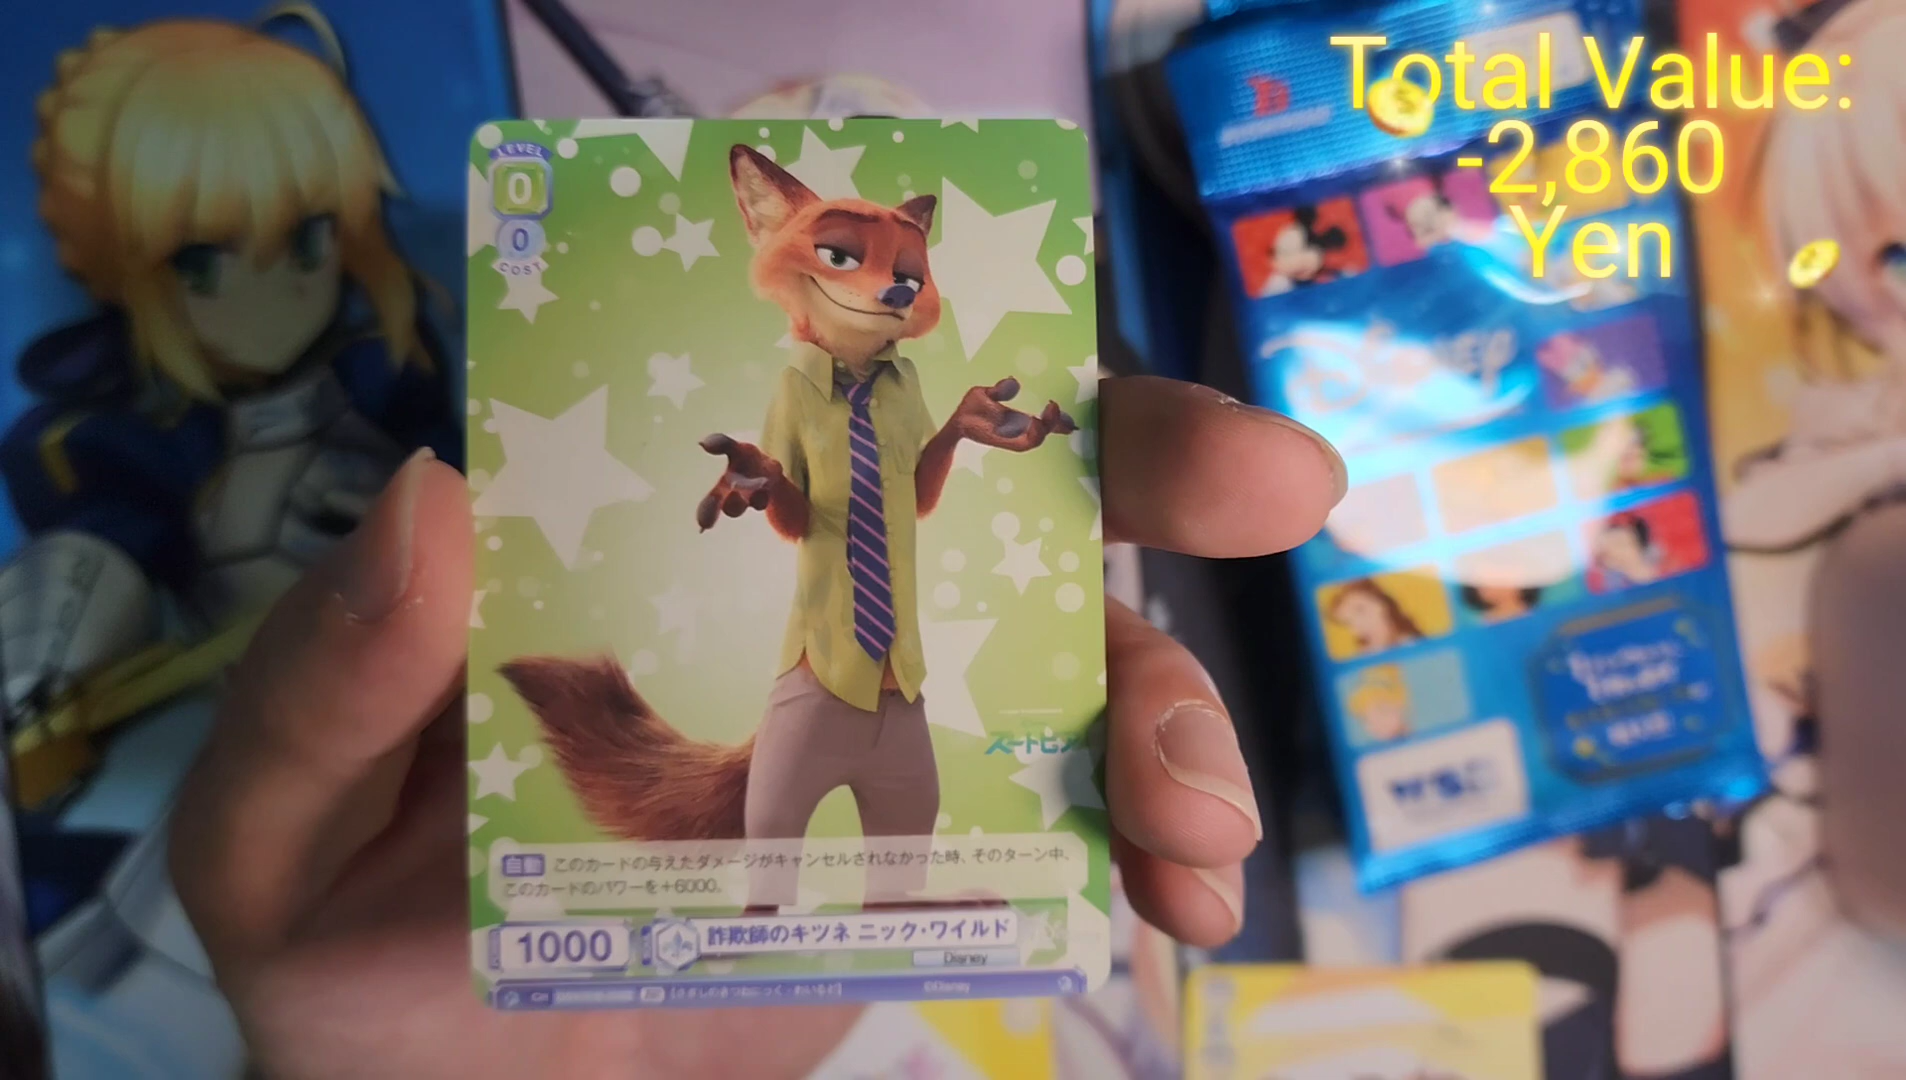 Total Value:
-2,860
Yen
LEVEL
0
0
COST
Disney
ズートピア
自動 このカードの与えたダメージがキャンセルされなかった時、そのターン中、
このカードのパワーを+6000。
1000
詐欺師のキツネ ニック・ワイルド
Disney
©Disney